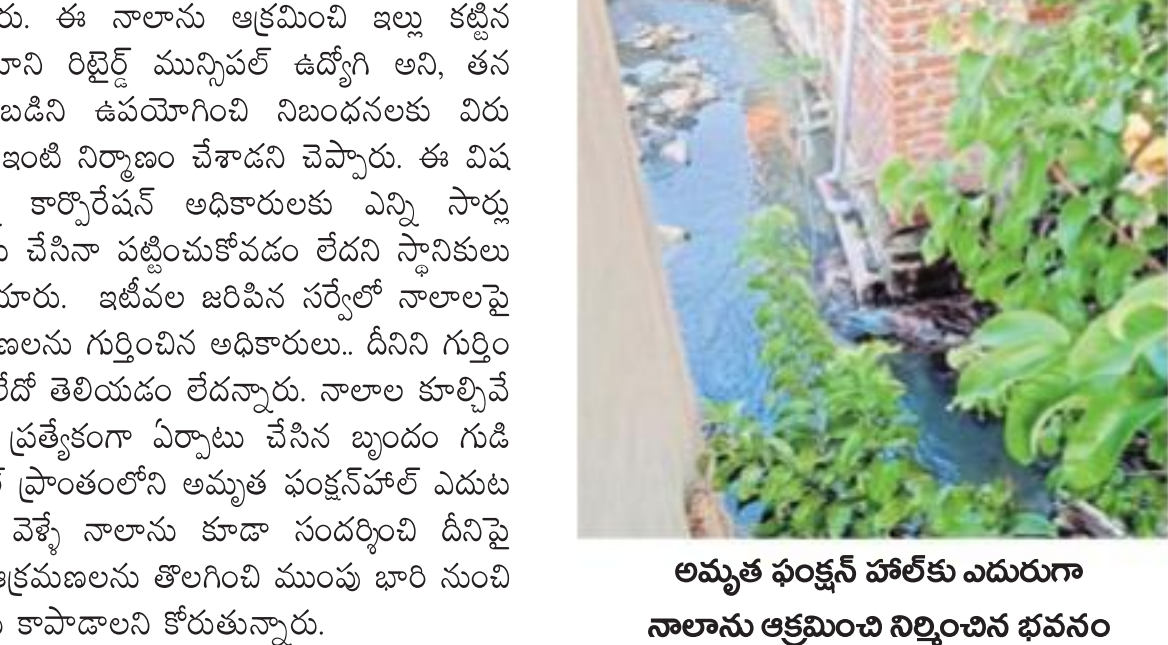 రు. ఈ నాలాను ఆక్రమించి ఇల్లు కట్టిన
రిటైర్డ్ మున్సిపల్ ఉద్యోగి అని, తన
ఉపయోగించి నిబంధనలకు విరు
ఇంటి నిర్మాణం చేశాడని చెప్పారు. ఈ విష
కార్పొరేషన్ అధికారులకు ఎన్ని సార్లు
చేసినా పట్టించుకోవడం లేదని స్థానికులు
ఇటీవల జరిపిన సర్వేలో నాలాలపై
గుర్తించిన అధికారులు.. దీనిని గుర్తిం
తెలియడం లేదన్నారు. నాలాల కూల్చివే
ప్రత్యేకంగా ఏర్పాటు చేసిన బృందం గుడి
ప్రాంతంలోని అమృత ఫంక్షన్‌హాల్ ఎదుట
వెళ్ళే నాలాను కూడా సందర్శించి దీనిపై
ఆక్రమణలను తొలగించి ముంపు భారి నుంచి
కాపాడాలని కోరుతున్నారు.
అమృత ఫంక్షన్ హాల్‌కు ఎదురుగా
నాలాను ఆక్రమించి నిర్మించిన భవనం